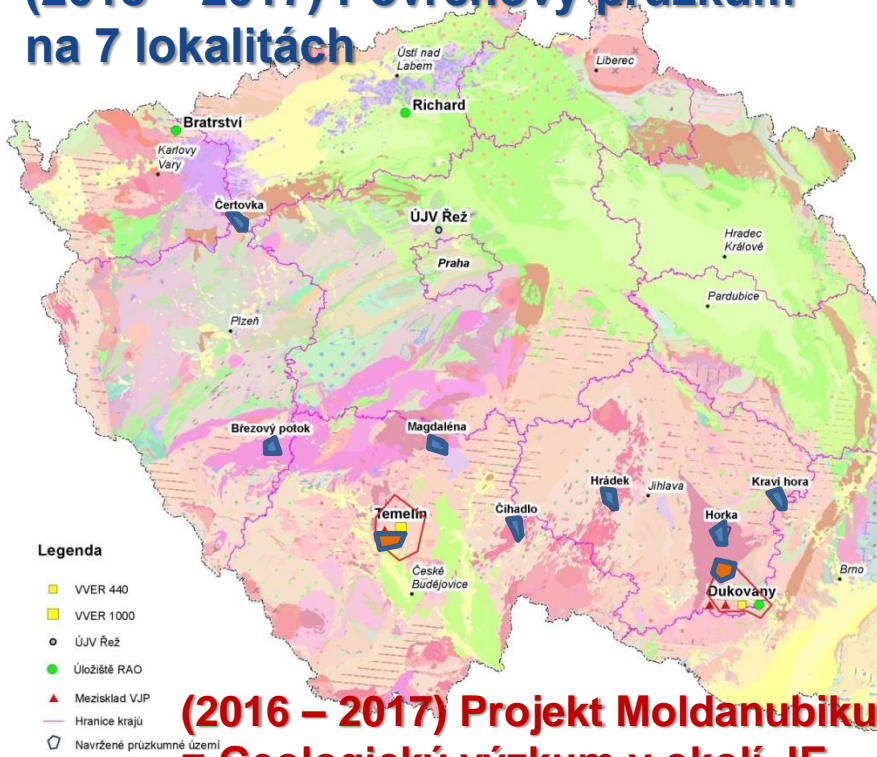 na 7 lokalitách
Ústí nad
Labem
Liberec
Bratrství
Richard
Karlovy
Vary
Čertovka
ÚJV Řež
Praha
Hradec
Králové
Pardubice
Plzeň
Březový potok
Magdaléna
Hrádek
Jihlava
Kraví hora
Čihadlo
Horka
Temelín
České
Budějovice
Dukovany
Brno
Legenda
VVER 440
VVER 1000
ÚJV Řež
Úložiště RAO
Mezisklad VJP
Hranice krajů
Navržené průzkumné území
(2016 – 2017) Projekt Moldanubiku